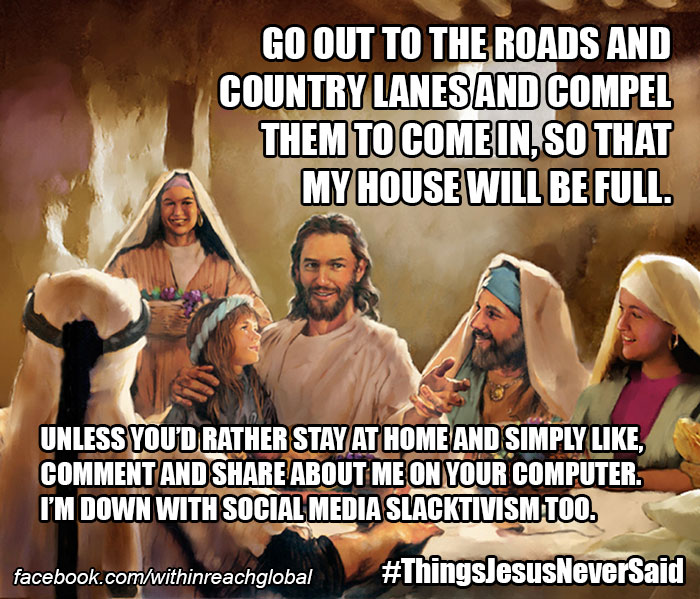 GO OUT TO THE ROADS AND
COUNTRY LANES AND COMPEL
THEM TO COME IN, SO THAT
MY HOUSE WILL BE FULL.
UNLESS YOU'D RATHER STAY AT HOME AND SIMPLY LIKE,
COMMENT AND SHARE ABOUT ME ON YOUR COMPUTER.
I'M DOWN WITH SOCIAL MEDIA SLACKTIVISM TOO.
facebook.com/withinreachglobal
#ThingsJesusNeverSaid